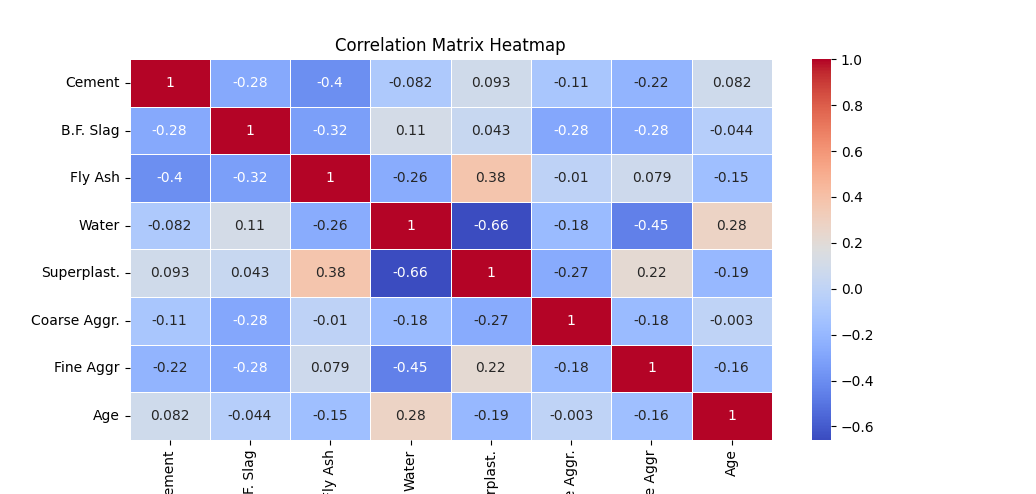 Correlation Matrix Heatmap
Cement 1 -0.28 -0.4 -0.082 0.093 -0.11 -0.22 0.082
B.F. Slag -0.28 1 -0.32 0.11 0.043 -0.28 -0.28 -0.044
Fly Ash -0.4 -0.32 1 -0.26 0.38 -0.01 0.079 -0.15
Water -0.082 0.11 -0.26 1 -0.66 -0.18 -0.45 0.28
Superplast. 0.093 0.043 0.38 -0.66 1 -0.27 0.22 -0.19
Coarse Aggr. -0.11 -0.28 -0.01 -0.18 -0.27 1 -0.18 -0.003
Fine Aggr -0.22 -0.28 0.079 -0.45 0.22 -0.18 1 -0.16
Age 0.082 -0.044 -0.15 0.28 -0.19 -0.003 -0.16 1
ement
F. Slag
ly Ash
Water
rplast.
e Aggr.
e Aggr
Age
1.0
0.8
0.6
0.4
0.2
0.0
−0.2
−0.4
−0.6